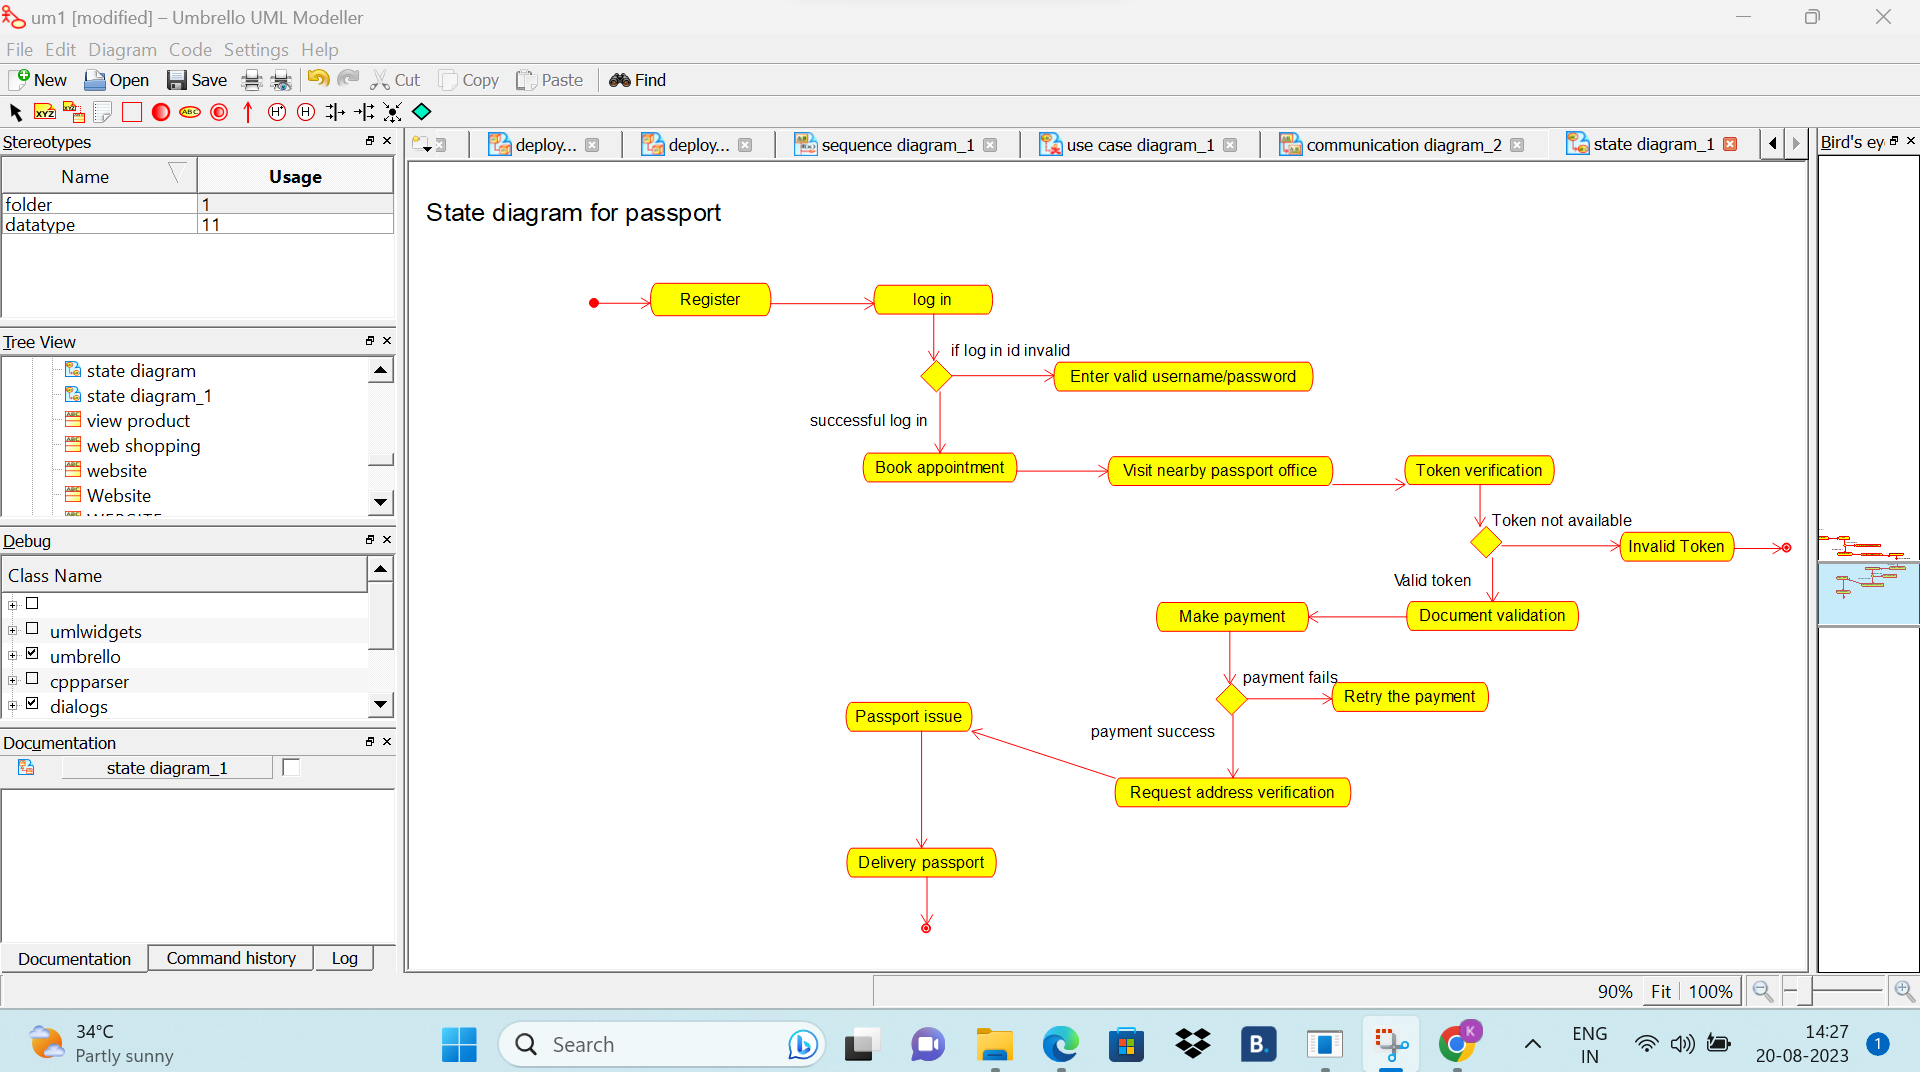 um1 [modified] – Umbrello UML Modeller
File Edit Diagram Code Settings Help
New Open Save Cut Copy Paste Find
XYZ XYZ ABC H* H
Stereotypes
Name Usage
folder 1
datatype 11
Tree View
state diagram
state diagram_1
view product
web shopping
website
Website
Debug
Class Name
umlwidgets
umbrello
cppparser
dialogs
Documentation
state diagram_1
Documentation Command history Log
deploy... deploy... sequence diagram_1 use case diagram_1 communication diagram_2 state diagram_1
Bird's ey
State diagram for passport
Register
log in
if log in id invalid
Enter valid username/password
successful log in
Book appointment
Visit nearby passport office
Token verification
Token not available
Invalid Token
Valid token
Make payment
Document validation
payment fails
Retry the payment
Passport issue
payment success
Request address verification
Delivery passport
90% Fit 100%
34°C
Partly sunny
Search
B.
K
ENG
IN
14:27
20-08-2023
1